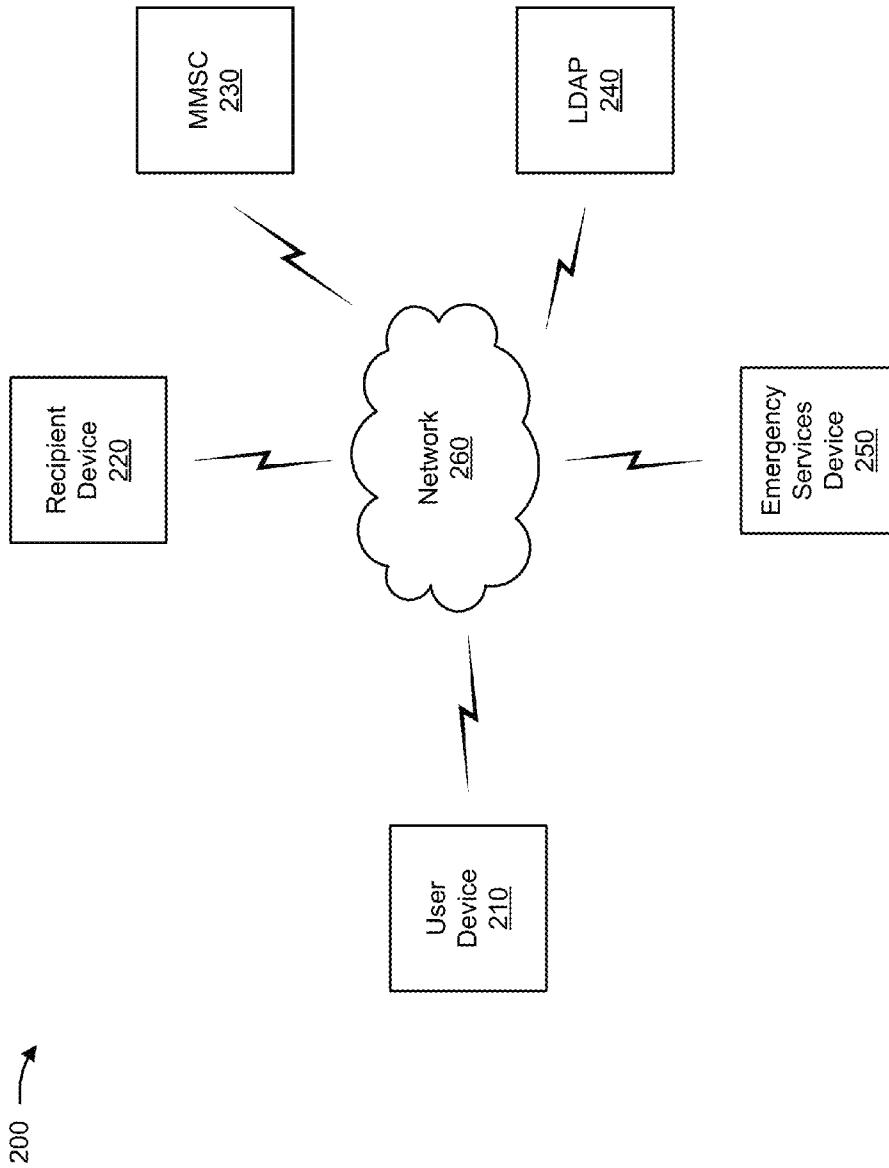 200
Recipient
Device
220
MMSC
230
User
Device
210
Network
260
Emergency
Services
Device
250
LDAP
240